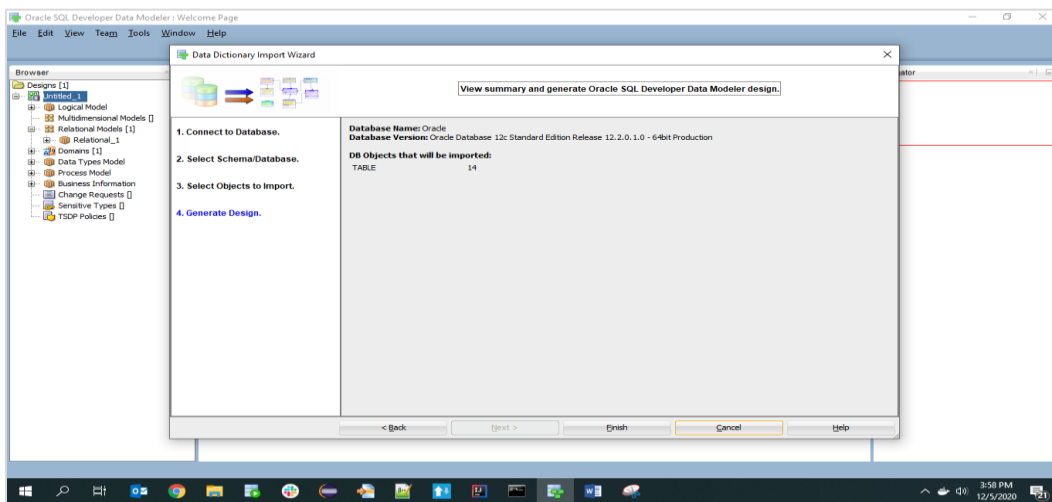 Oracle SQL Developer Data Modeler : Welcome Page
File Edit View Team Tools Window Help
Data Dictionary Import Wizard
Browser
Designs [1]
Untitled_1
Logical Model
Multidimensional Models []
Relational Models [1]
Relational_1
Domains [1]
Data Types Model
Process Model
Business Information
Change Requests []
Sensitive Types []
TSDP Policies []
View summary and generate Oracle SQL Developer Data Modeler design.
1. Connect to Database.
2. Select Schema/Database.
3. Select Objects to Import.
4. Generate Design.
Database Name: Oracle
Database Version: Oracle Database 12c Standard Edition Release 12.2.0.1.0 - 64bit Production
DB Objects that will be imported:
TABLE 14
< Back Next > Finish Cancel Help
3:58 PM
12/5/2020